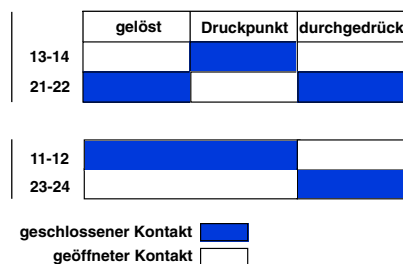 gelöst Druckpunkt durchgedrück
13-14
21-22
11-12
23-24
geschlossener Kontakt
geöffneter Kontakt